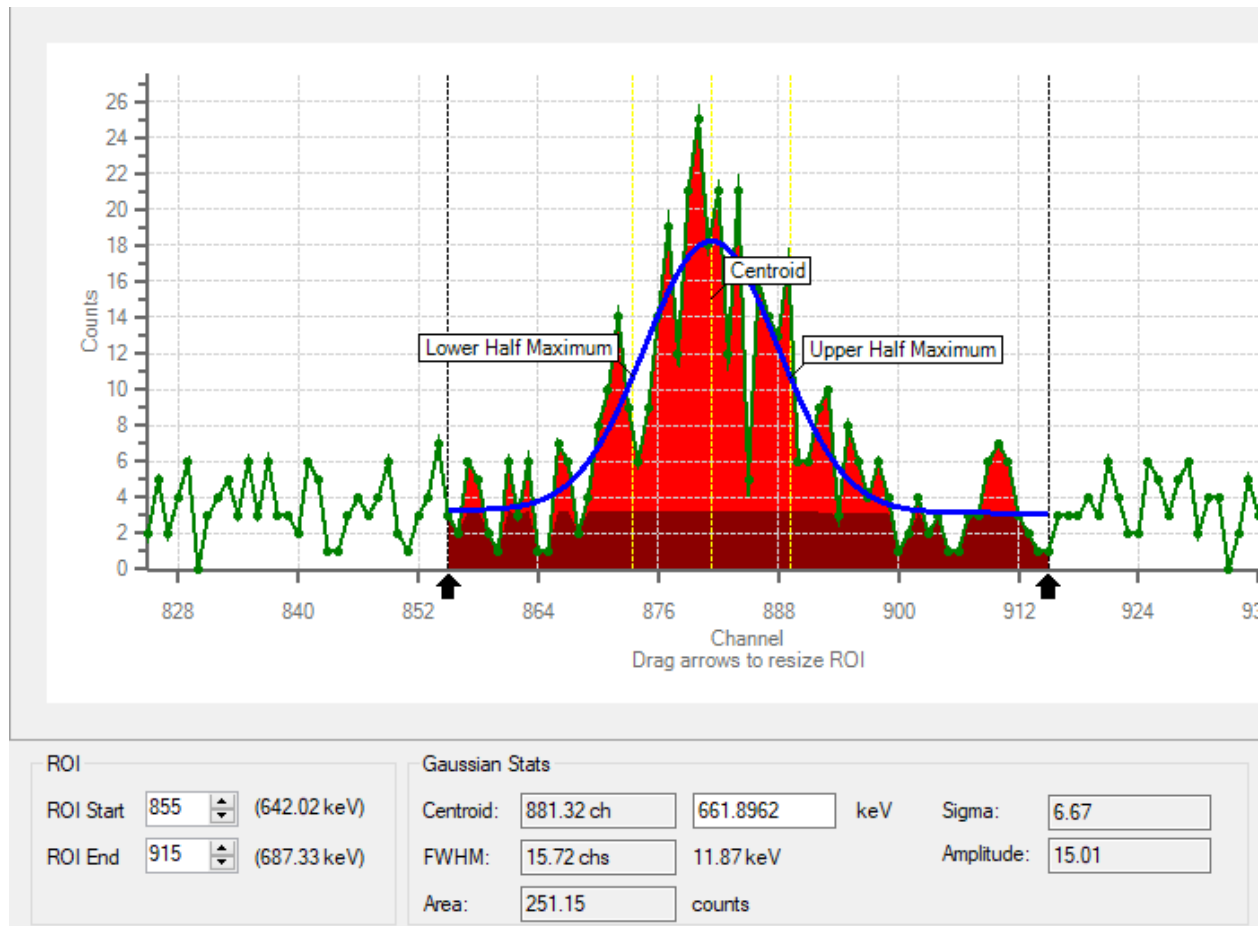 26
24
22
20
18
16
14
12
10
8
6
4
2
0
Counts
Centroid
Lower Half Maximum
Upper Half Maximum
828 840 852 864 876 888 900 912 924 93
Channel
Drag arrows to resize ROI
ROI
ROI Start 855 (642.02 keV)
ROI End 915 (687.33 keV)
Gaussian Stats
Centroid: 881.32 ch 661.8962 keV Sigma: 6.67
FWHM: 15.72 chs 11.87 keV Amplitude: 15.01
Area: 251.15 counts